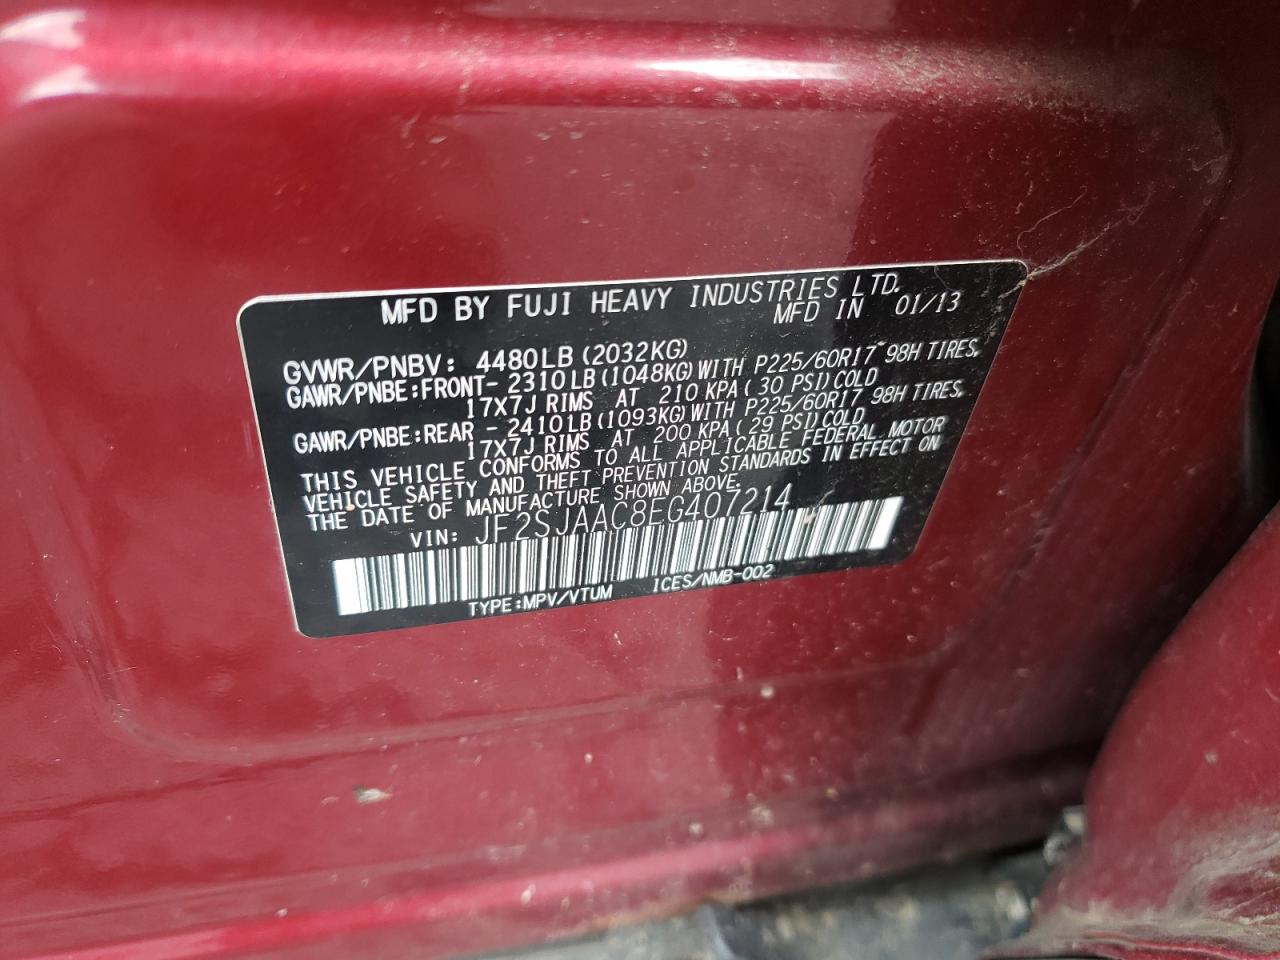 MFD BY FUJI HEAVY INDUSTRIES LTD.
MFD IN 01/13
GVWR/PNBV: 4480LB(2032KG)
GAWR/PNBE:FRONT- 2310LB(1048KG)WITH P225/60R17 98H TIRES,
17X7J RIMS AT 210 KPA(30 PSI)COLD
GAWR/PNBE:REAR - 2410LB(1093KG)WITH P225/60R17 98H TIRES,
17X7J RIMS AT 200 KPA(29 PSI)COLD
THIS VEHICLE CONFORMS TO ALL APPLICABLE FEDERAL MOTOR
VEHICLE SAFETY AND THEFT PREVENTION STANDARDS IN EFFECT ON
THE DATE OF MANUFACTURE SHOWN ABOVE.
VIN: JF2SJAAC8EG407214
TYPE:MPV/VTUM ICES/NMB-002